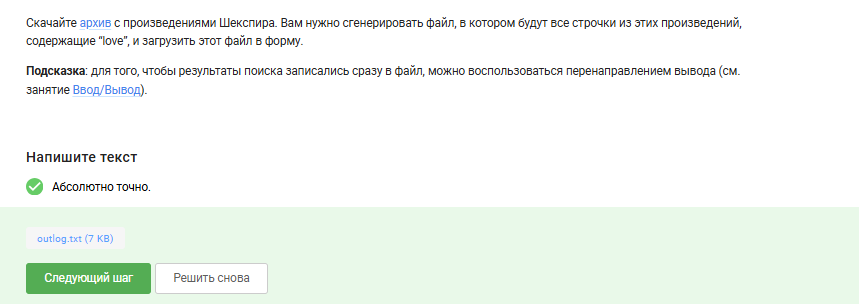 Скачайте архив с произведениями Шекспира. Вам нужно сгенерировать файл, в котором будут все строчки из этих произведений,
содержащие “love”, и загрузить этот файл в форму.
Подсказка: для того, чтобы результаты поиска записались сразу в файл, можно воспользоваться перенаправлением вывода (см.
занятие Ввод/Вывод).
Напишите текст
Абсолютно точно.
outlog.txt (7 KB)
Следующий шаг Решить снова